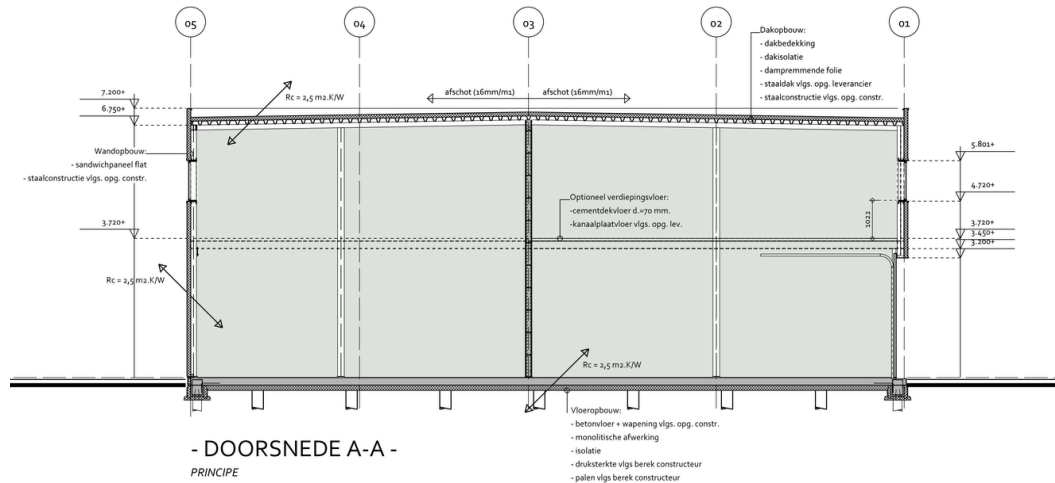 05
04
03
02
01
Dakopbouw:
- dakbedekking
- dakisolatie
- dampremmende folie
- staaldak vlgs. opg. leverancier
- staalconstructie vlgs. opg. constr.
7.200+
6.750+
Rc = 2,5 m2.K/W
afschot (16mm/m1)
afschot (16mm/m1)
Wandopbouw:
- sandwichpaneel flat
- staalconstructie vlgs. opg. constr.
5.801+
4.720+
Optioneel verdiepingsvloer:
-cementdekvloer d.=70 mm.
-kanaalplaatvloer vlgs. opg. lev.
1022
3.720+
3.720+
3.450+
3.200+
Rc = 2,5 m2.K/W
Rc = 2,5 m2.K/W
Vloeropbouw:
- betonvloer + wapening vlgs. opg. constr.
- monolitische afwerking
- isolatie
- druksterkte vlgs berek constructeur
- palen vlgs berek constructeur
- DOORSNEDE A-A -
PRINCIPE